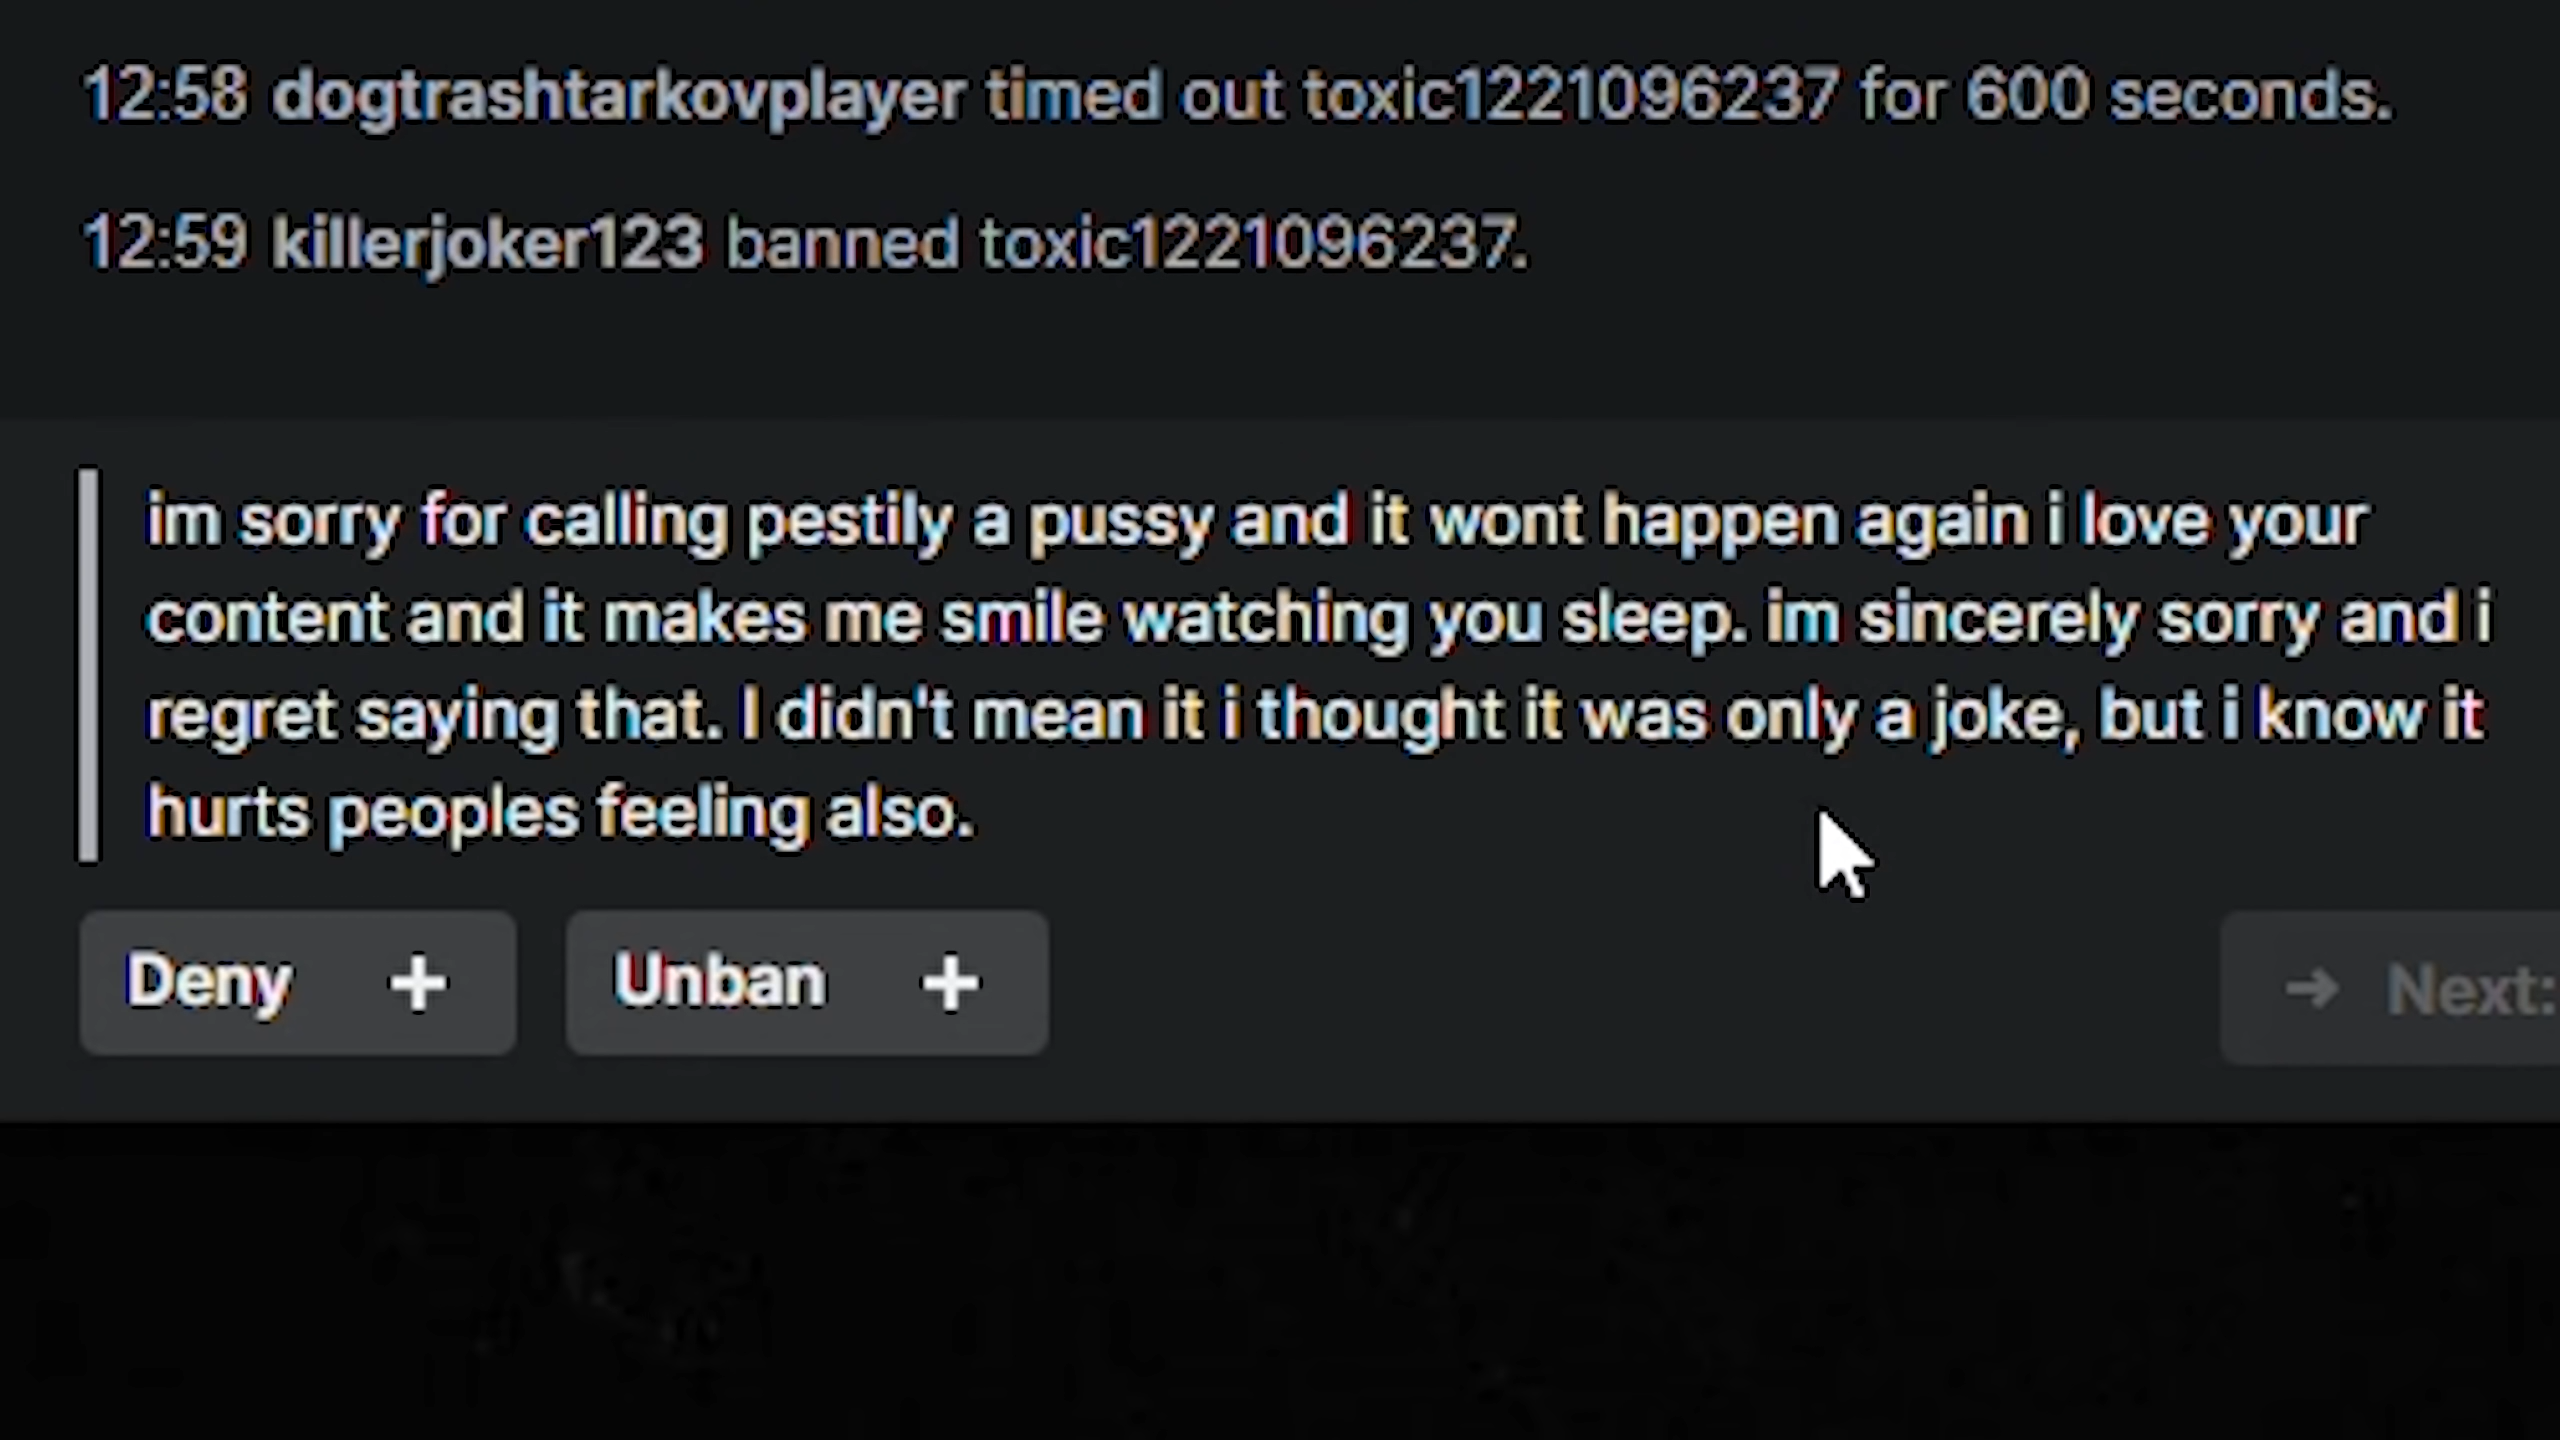 12:58 dogtrashtarkovplayer timed out toxic1221096237 for 600 seconds.
12:59 killerjoker123 banned toxic1221096237.
im sorry for calling pestily a pussy and it wont happen again i love your
content and it makes me smile watching you sleep. im sincerely sorry and i
regret saying that. I didn't mean it i thought it was only a joke, but i know it
hurts peoples feeling also.
Deny + Unban + → Next: